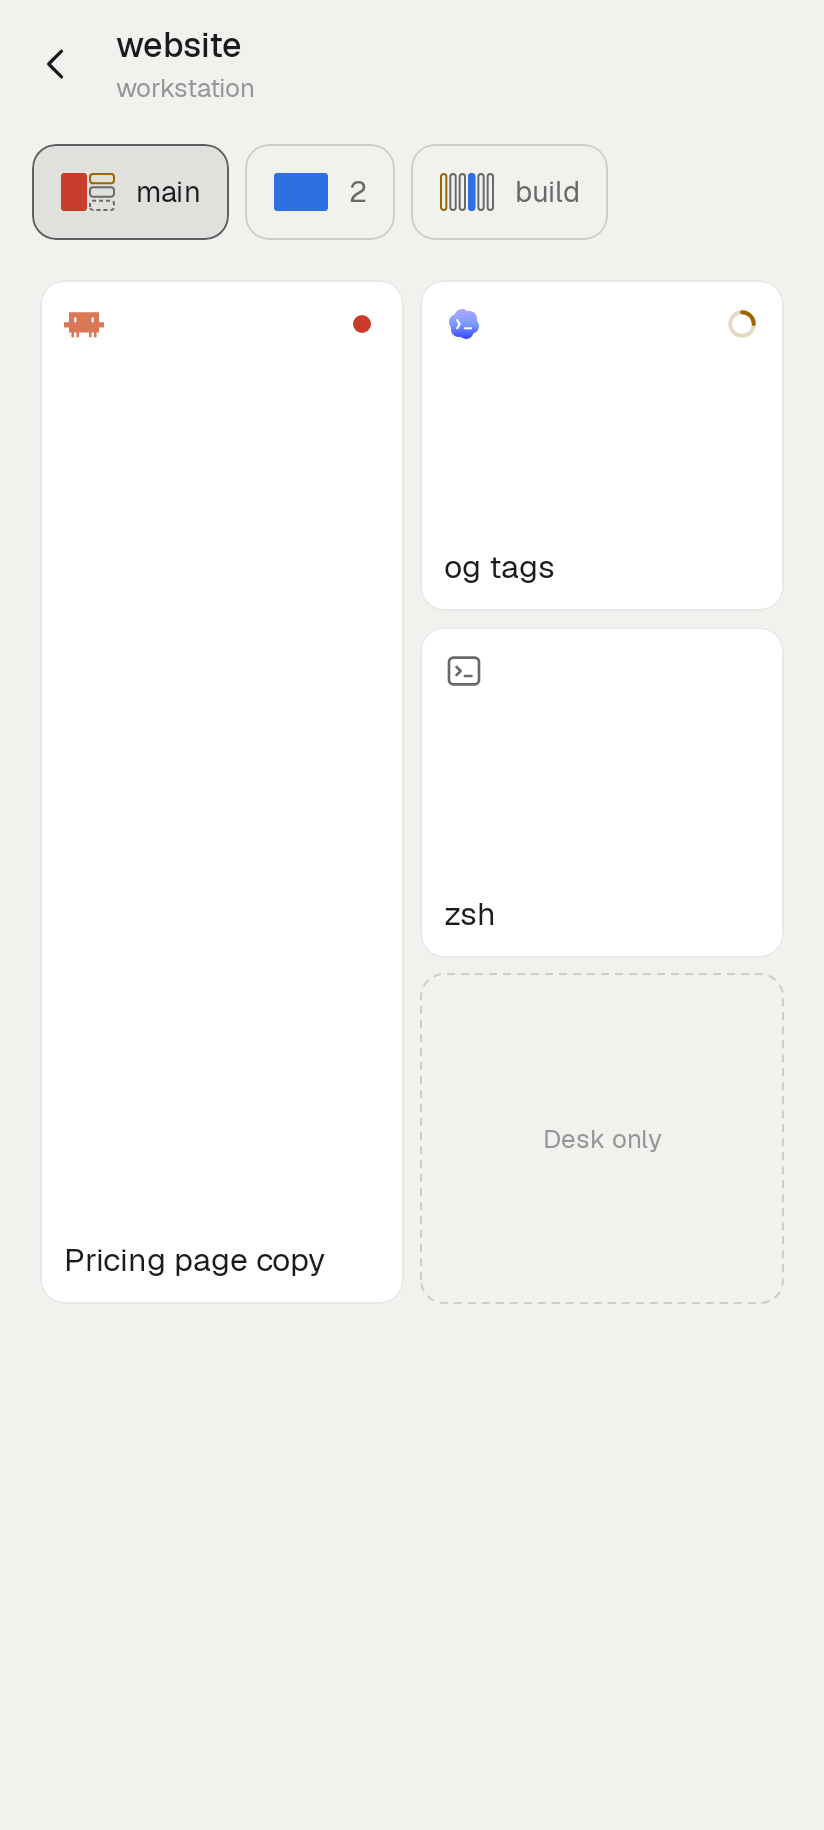 website
workstation
main
2
build
og tags
zsh
Desk only
Pricing page copy